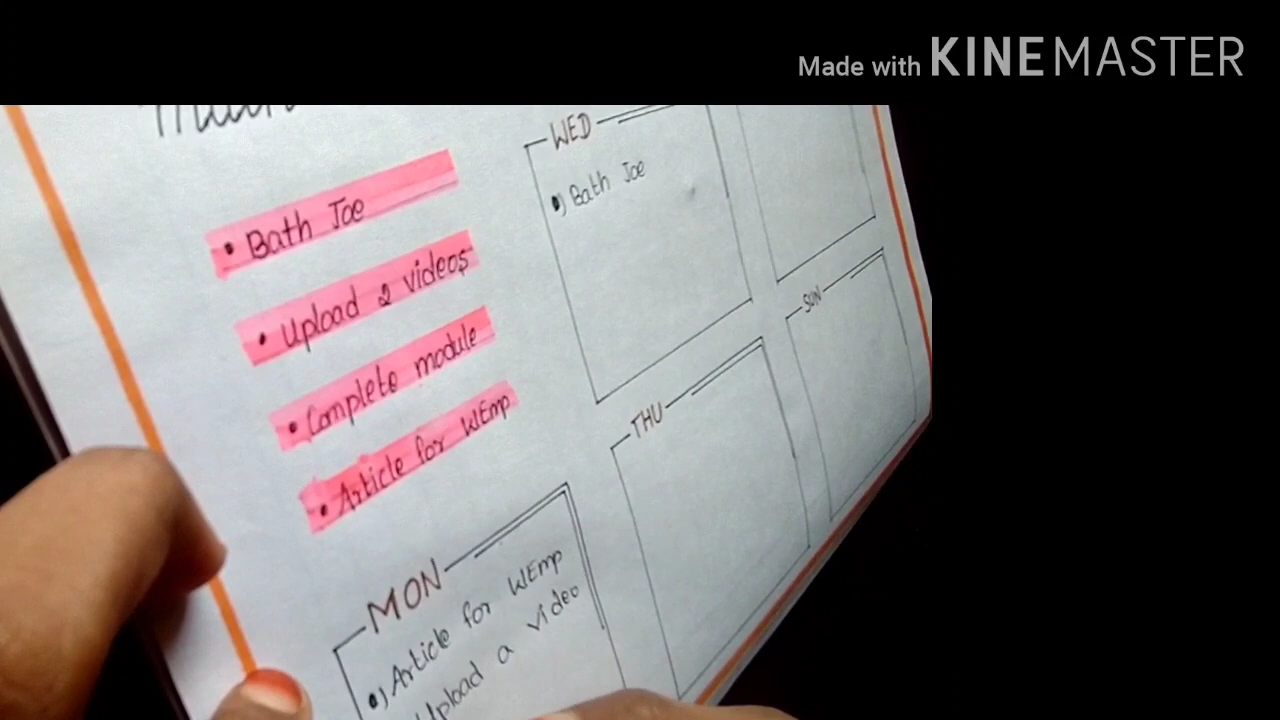 Made with KINEMASTER
• Bath Joe
• Upload 2 videos
• Complete module
• Article for WEmp
MON
•) Article for WEmp
Upload a video
WED
•) Bath Joe
THU
SUN